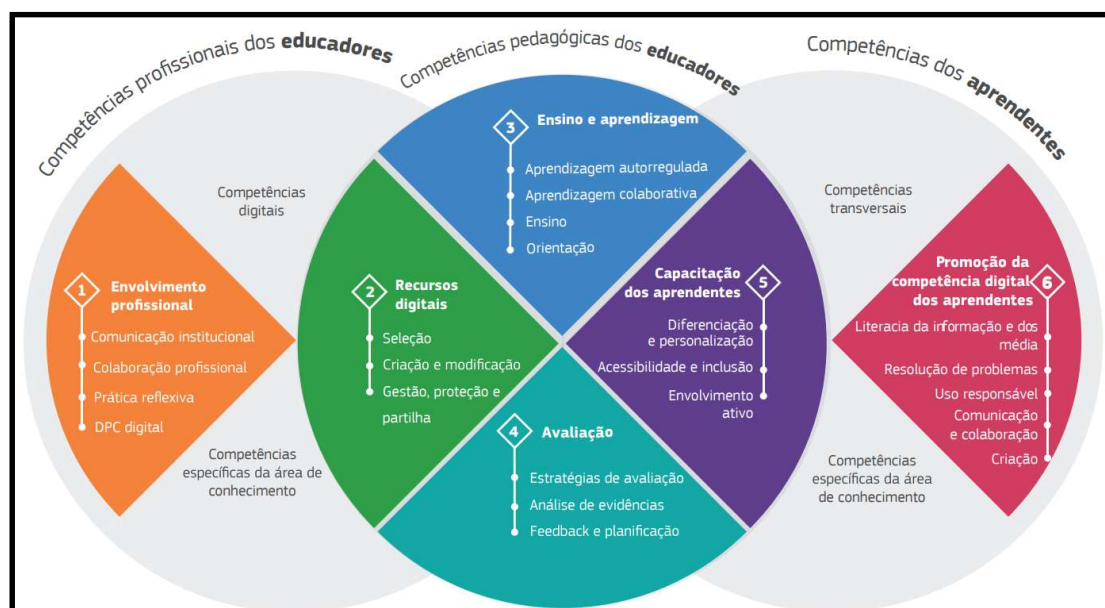 Competências profissionais dos educadores
Competências pedagógicas dos educadores
Competências dos aprendentes
Competências
digitais
Competências
específicas da área de
conhecimento
1
Envolvimento
profissional
Comunicação institucional
Colaboração profissional
Prática reflexiva
DPC digital
2
Recursos
digitais
Seleção
Criação e modificação
Gestão, proteção e
partilha
3
Ensino e aprendizagem
Aprendizagem autorregulada
Aprendizagem colaborativa
Ensino
Orientação
4
Avaliação
Estratégias de avaliação
Análise de evidências
Feedback e planificação
Capacitação
dos aprendentes
5
Diferenciação
e personalização
Acessibilidade e inclusão
Envolvimento
ativo
Competências
transversais
Competências
específicas da área
de conhecimento
Promoção da
competência digital
dos aprendentes
6
Literacia da informação e dos
média
Resolução de problemas
Uso responsável
Comunicação
e colaboração
Criação